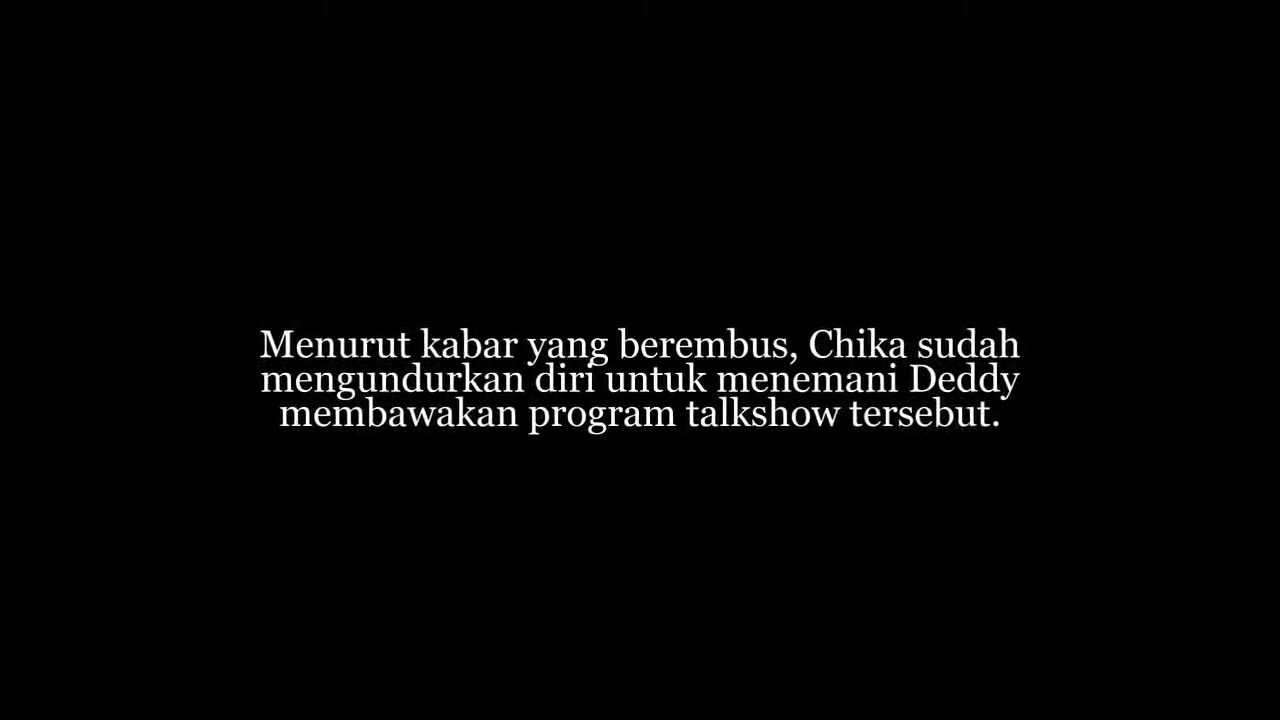 Menurut kabar yang berembus, Chika sudah
mengundurkan diri untuk menemani Deddy
membawakan program talkshow tersebut.